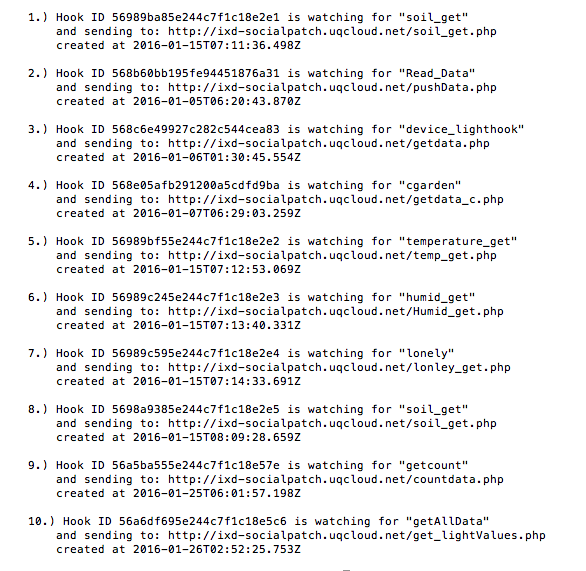 1.) Hook ID 56989ba85e244c7f1c18e2e1 is watching for "soil_get"
and sending to: http://ixd-socialpatch.uqcloud.net/soil_get.php
created at 2016-01-15T07:11:36.498Z
2.) Hook ID 568b60bb195fe94451876a31 is watching for "Read_Data"
and sending to: http://ixd-socialpatch.uqcloud.net/pushData.php
created at 2016-01-05T06:20:43.870Z
3.) Hook ID 568c6e49927c282c544cea83 is watching for "device_lighthook"
and sending to: http://ixd-socialpatch.uqcloud.net/getdata.php
created at 2016-01-06T01:30:45.554Z
4.) Hook ID 568e05afb291200a5cdfd9ba is watching for "cgarden"
and sending to: http://ixd-socialpatch.uqcloud.net/getdata_c.php
created at 2016-01-07T06:29:03.259Z
5.) Hook ID 56989bf55e244c7f1c18e2e2 is watching for "temperature_get"
and sending to: http://ixd-socialpatch.uqcloud.net/temp_get.php
created at 2016-01-15T07:12:53.069Z
6.) Hook ID 56989c245e244c7f1c18e2e3 is watching for "humid_get"
and sending to: http://ixd-socialpatch.uqcloud.net/Humid_get.php
created at 2016-01-15T07:13:40.331Z
7.) Hook ID 56989c595e244c7f1c18e2e4 is watching for "lonely"
and sending to: http://ixd-socialpatch.uqcloud.net/lonley_get.php
created at 2016-01-15T07:14:33.691Z
8.) Hook ID 5698a9385e244c7f1c18e2e5 is watching for "soil_get"
and sending to: http://ixd-socialpatch.uqcloud.net/soil_get.php
created at 2016-01-15T08:09:28.659Z
9.) Hook ID 56a5ba555e244c7f1c18e57e is watching for "getcount"
and sending to: http://ixd-socialpatch.uqcloud.net/countdata.php
created at 2016-01-25T06:01:57.198Z
10.) Hook ID 56a6df695e244c7f1c18e5c6 is watching for "getAllData"
and sending to: http://ixd-socialpatch.uqcloud.net/get_lightValues.php
created at 2016-01-26T02:52:25.753Z